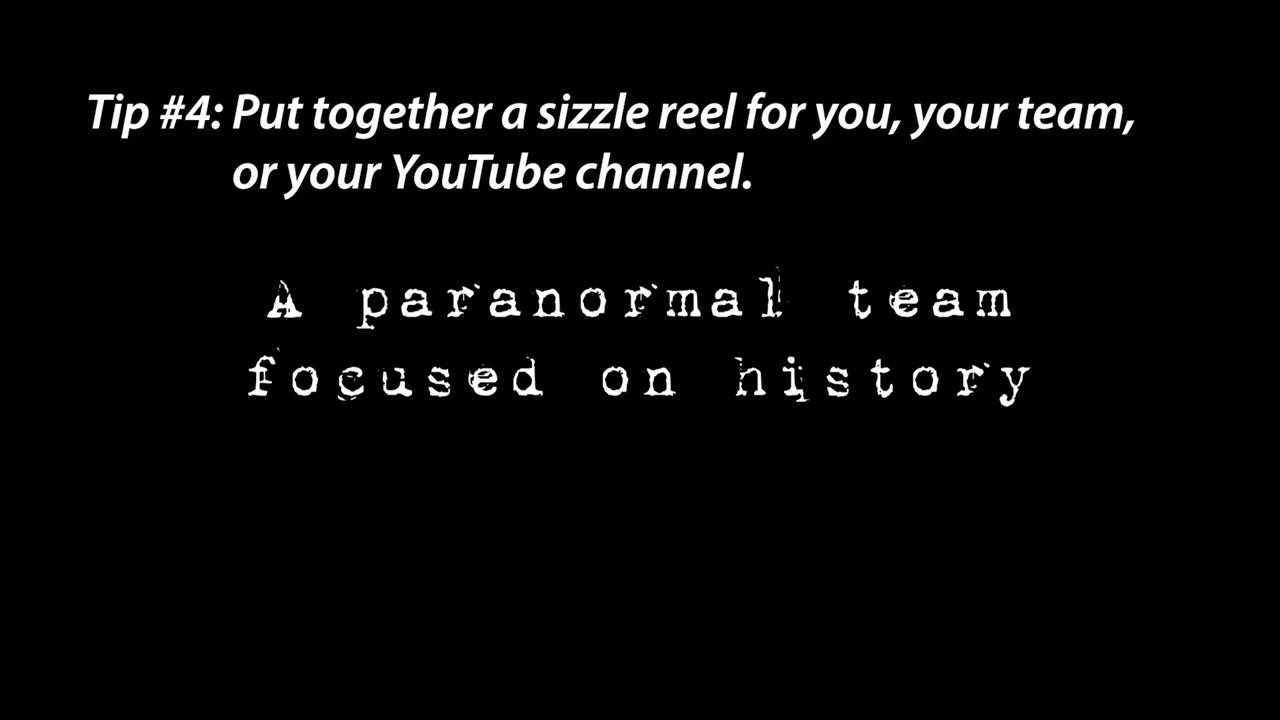 Tip #4: Put together a sizzle reel for you, your team,
or your YouTube channel.
A paranormal team
focused on history